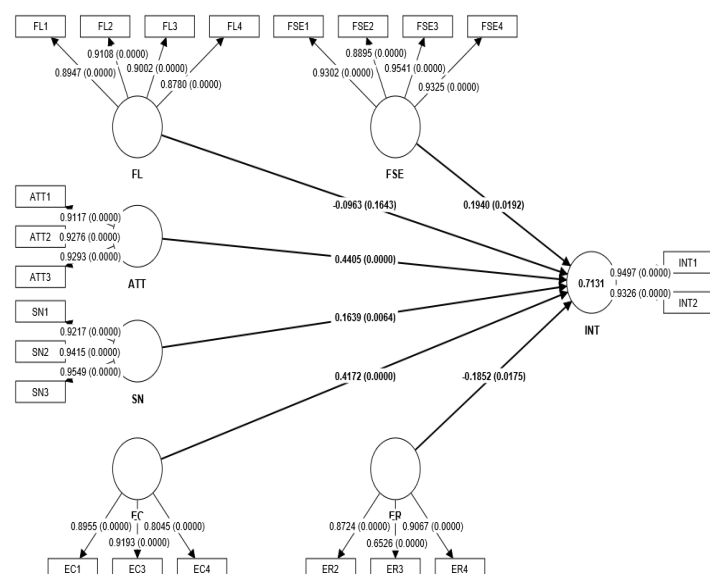 FL1 FL2 FL3 FL4 FSE1 FSE2 FSE3 FSE4
0.9108 (0.0000) 0.8895 (0.0000)
0.8947 (0.0000) 0.9002 (0.0000) 0.9302 (0.0000) 0.9541 (0.0000)
0.8780 (0.0000) 0.9325 (0.0000)
FL FSE
ATT1
0.9117 (0.0000)
-0.0963 (0.1643) 0.1940 (0.0192)
ATT2 0.9276 (0.0000)
0.4405 (0.0000)
ATT3 0.9293 (0.0000)
ATT
INT1
0.7131 0.9497 (0.0000)
0.9326 (0.0000)
INT2
INT
SN1
0.9217 (0.0000)
0.1639 (0.0064)
SN2 0.9415 (0.0000)
0.9549 (0.0000)
SN3
SN
0.4172 (0.0000) -0.1852 (0.0175)
EC ER
0.8955 (0.0000) 0.8045 (0.0000) 0.8724 (0.0000) 0.9067 (0.0000)
0.9193 (0.0000) 0.6526 (0.0000)
EC1 EC3 EC4 ER2 ER3 ER4